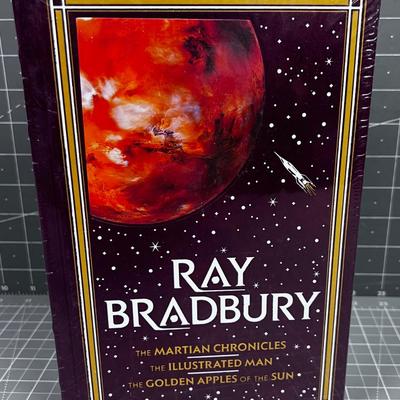 RAY
BRADBURY
THE MARTIAN CHRONICLES
THE ILLUSTRATED MAN
THE GOLDEN APPLES OF THE SUN